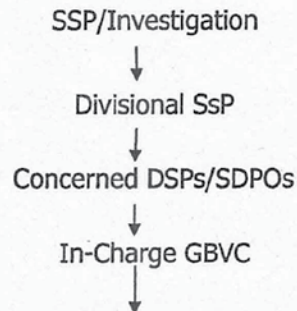 SSP/Investigation
Divisional SsP
Concerned DSPs/SDPOs
In-Charge GBVC